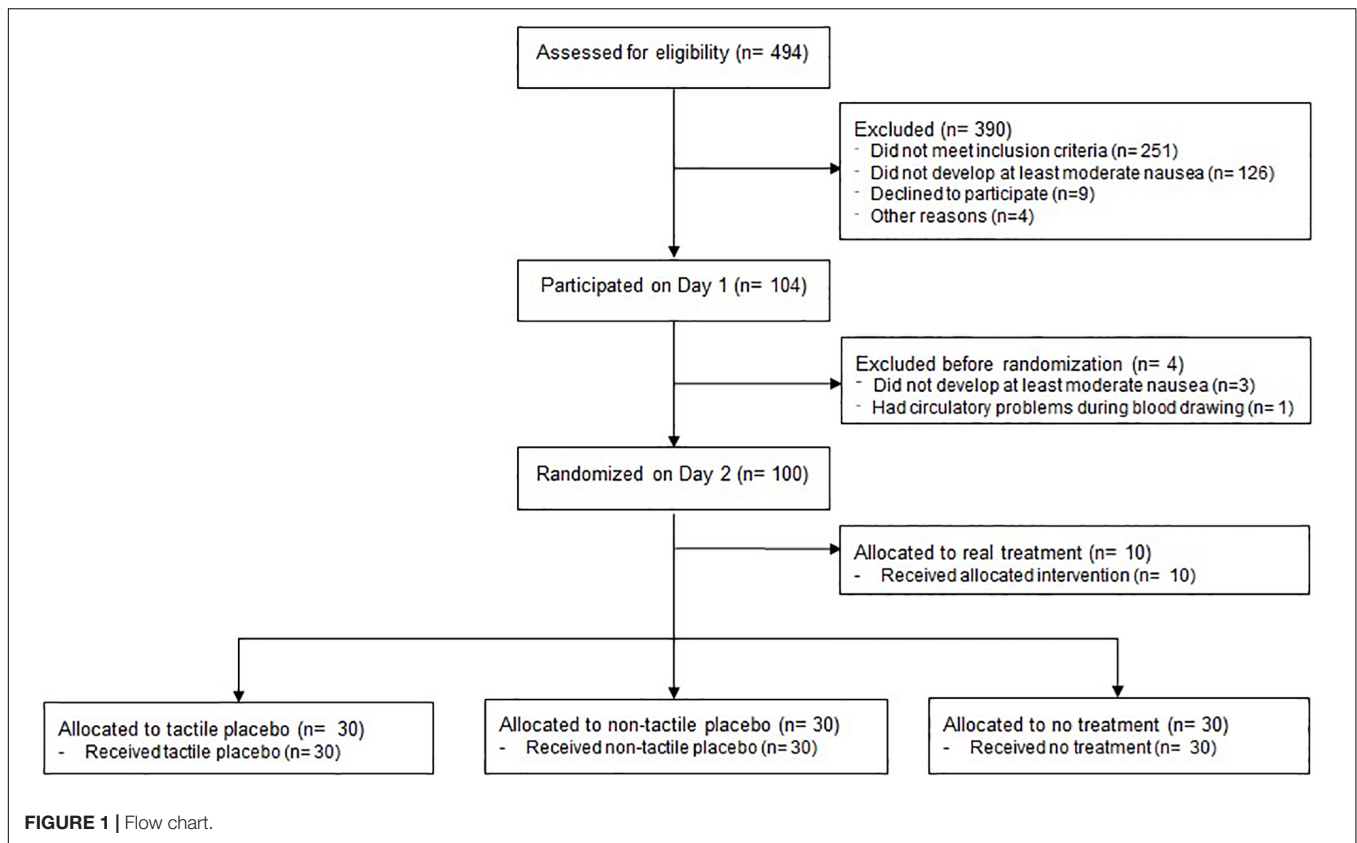 Assessed for eligibility (n= 494)
Excluded (n= 390)
- Did not meet inclusion criteria (n= 251)
- Did not develop at least moderate nausea (n= 126)
- Declined to participate (n=9)
- Other reasons (n=4)
Participated on Day 1 (n= 104)
Excluded before randomization (n= 4)
- Did not develop at least moderate nausea (n=3)
- Had circulatory problems during blood drawing (n= 1)
Randomized on Day 2 (n= 100)
Allocated to real treatment (n= 10)
- Received allocated intervention (n= 10)
Allocated to tactile placebo (n= 30)
- Received tactile placebo (n= 30)
Allocated to non-tactile placebo (n= 30)
- Received non-tactile placebo (n= 30)
Allocated to no treatment (n= 30)
- Received no treatment (n= 30)
FIGURE 1 | Flow chart.